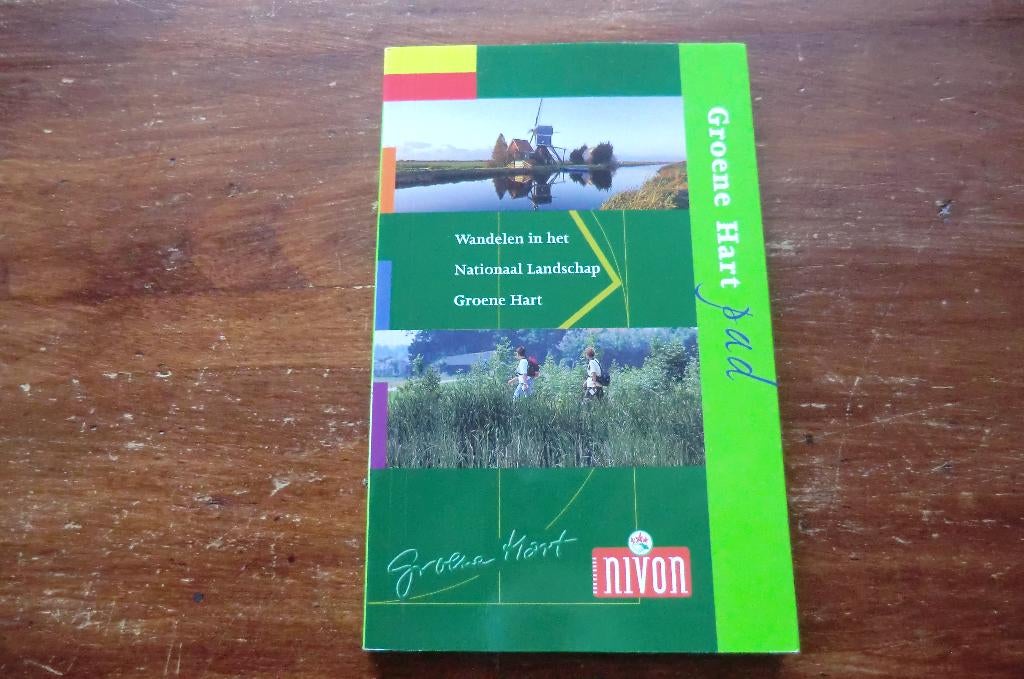 Groene Hart pad
Wandelen in het
Nationaal Landschap
Groene Hart
Groene Hart
nivon